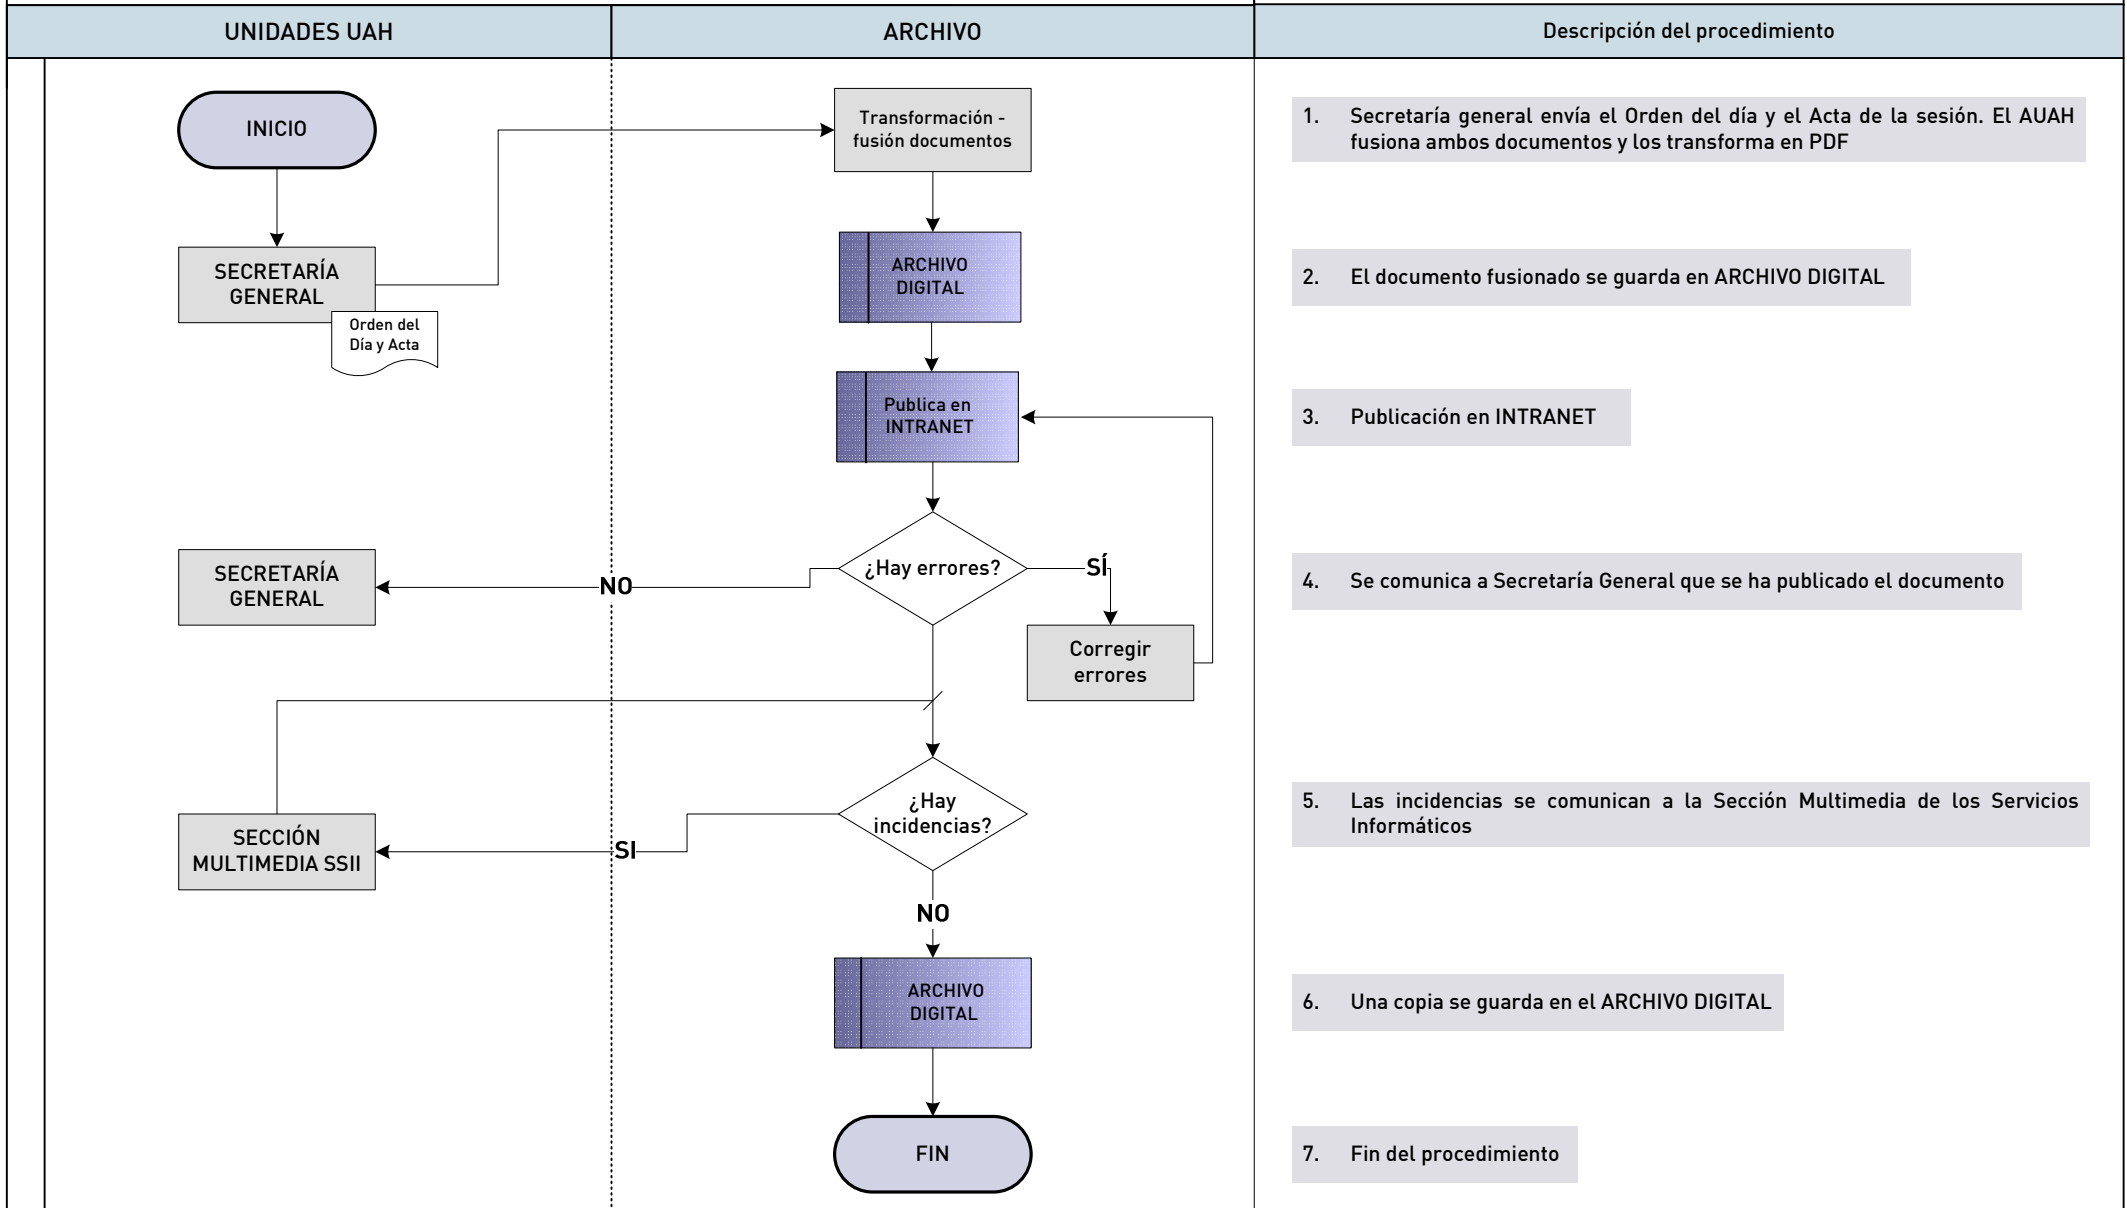 UNIDADES UAH
ARCHIVO
Descripción del procedimiento
INICIO
Transformación -
fusión documentos
1. Secretaría general envía el Orden del día y el Acta de la sesión. El AUAH
fusiona ambos documentos y los transforma en PDF
SECRETARÍA
GENERAL
Orden del
Día y Acta
ARCHIVO
DIGITAL
2. El documento fusionado se guarda en ARCHIVO DIGITAL
Publica en
INTRANET
3. Publicación en INTRANET
SECRETARÍA
GENERAL
NO
¿Hay errores?
SÍ
4. Se comunica a Secretaría General que se ha publicado el documento
Corregir
errores
SECCIÓN
MULTIMEDIA SSII
SI
¿Hay
incidencias?
5. Las incidencias se comunican a la Sección Multimedia de los Servicios
Informáticos
NO
ARCHIVO
DIGITAL
6. Una copia se guarda en el ARCHIVO DIGITAL
FIN
7. Fin del procedimiento